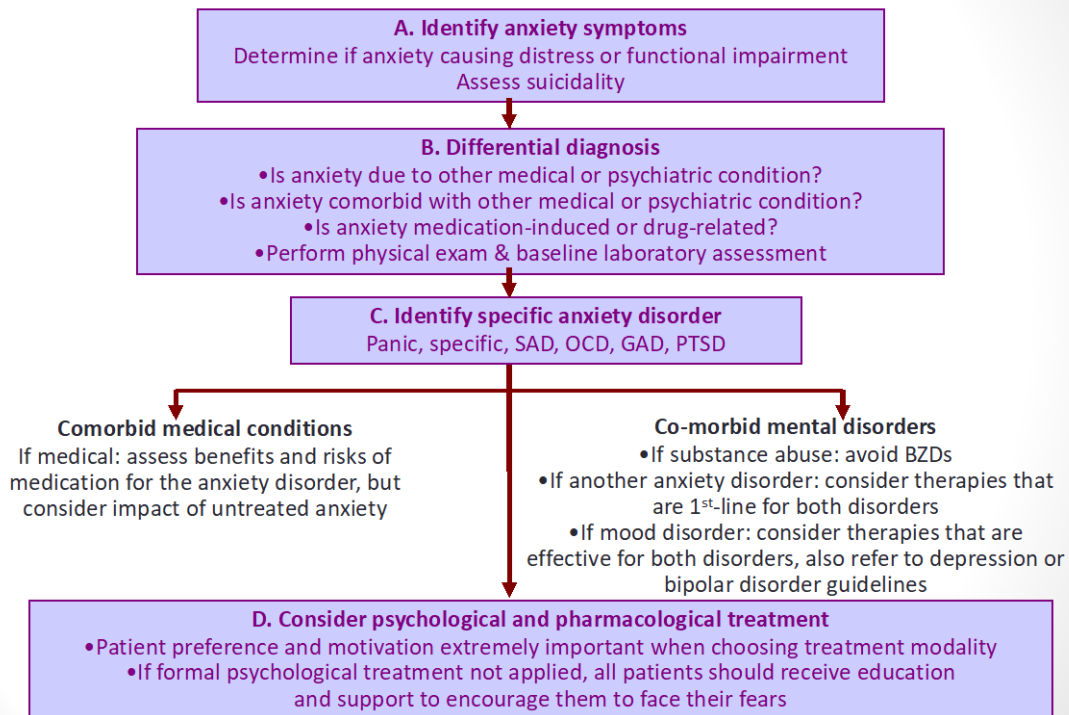 A. Identify anxiety symptoms
Determine if anxiety causing distress or functional impairment
Assess suicidality
B. Differential diagnosis
•Is anxiety due to other medical or psychiatric condition?
•Is anxiety comorbid with other medical or psychiatric condition?
•Is anxiety medication-induced or drug-related?
•Perform physical exam & baseline laboratory assessment
C. Identify specific anxiety disorder
Panic, specific, SAD, OCD, GAD, PTSD
Comorbid medical conditions
If medical: assess benefits and risks of
medication for the anxiety disorder, but
consider impact of untreated anxiety
Co-morbid mental disorders
•If substance abuse: avoid BZDs
•If another anxiety disorder: consider therapies that
are 1st-line for both disorders
•If mood disorder: consider therapies that are
effective for both disorders, also refer to depression or
bipolar disorder guidelines
D. Consider psychological and pharmacological treatment
•Patient preference and motivation extremely important when choosing treatment modality
•If formal psychological treatment not applied, all patients should receive education
and support to encourage them to face their fears